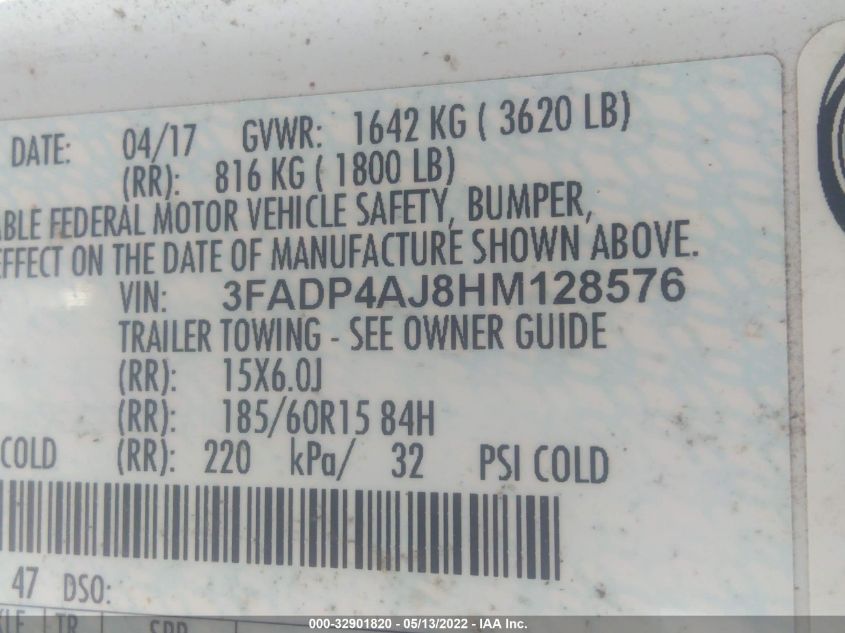 DATE: 04/17 GVWR: 1642 KG ( 3620 LB)
(RR): 816 KG ( 1800 LB)
ABLE FEDERAL MOTOR VEHICLE SAFETY, BUMPER,
EFFECT ON THE DATE OF MANUFACTURE SHOWN ABOVE.
VIN: 3FADP4AJ8HM128576
TRAILER TOWING - SEE OWNER GUIDE
(RR): 15X6.0J
(RR): 185/60R15 84H
COLD (RR): 220 kPa/ 32 PSI COLD
47 DSO:
TR SPR
000-32901820 - 05/13/2022 - IAA Inc.